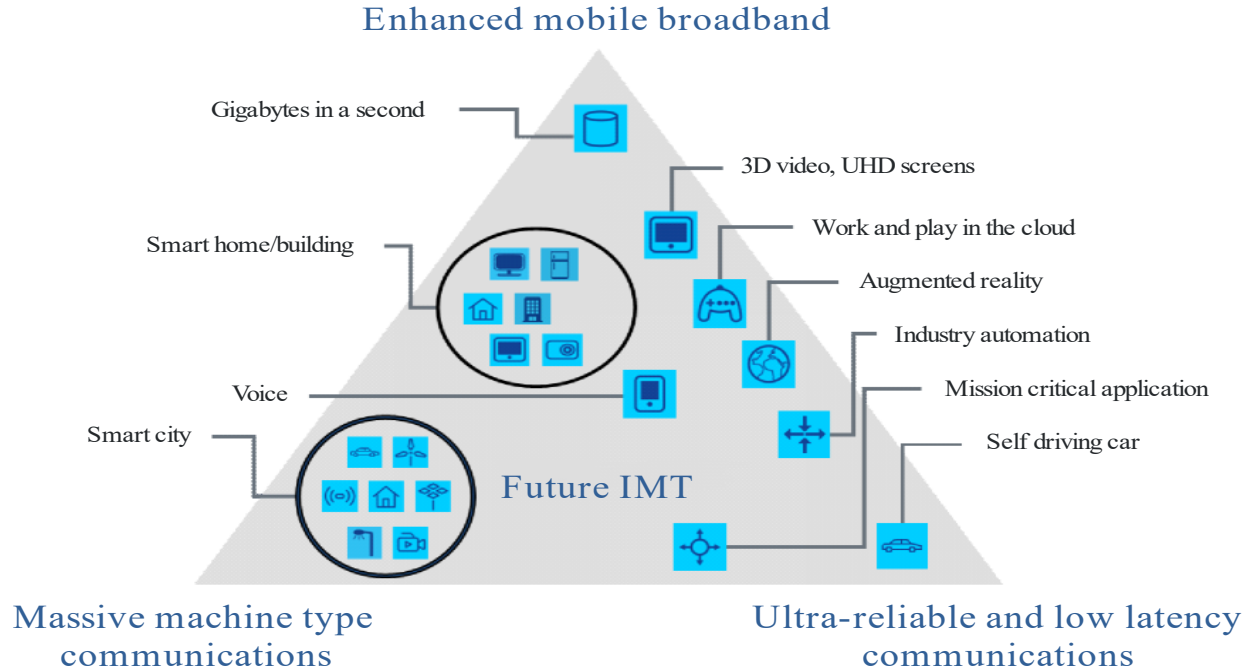 Enhanced mobile broadband
Gigabytes in a second
3D video, UHD screens
Work and play in the cloud
Smart home/building
Augmented reality
Industry automation
Mission critical application
Voice
Smart city
Self driving car
Future IMT
Massive machine type
communications
Ultra-reliable and low latency
communications